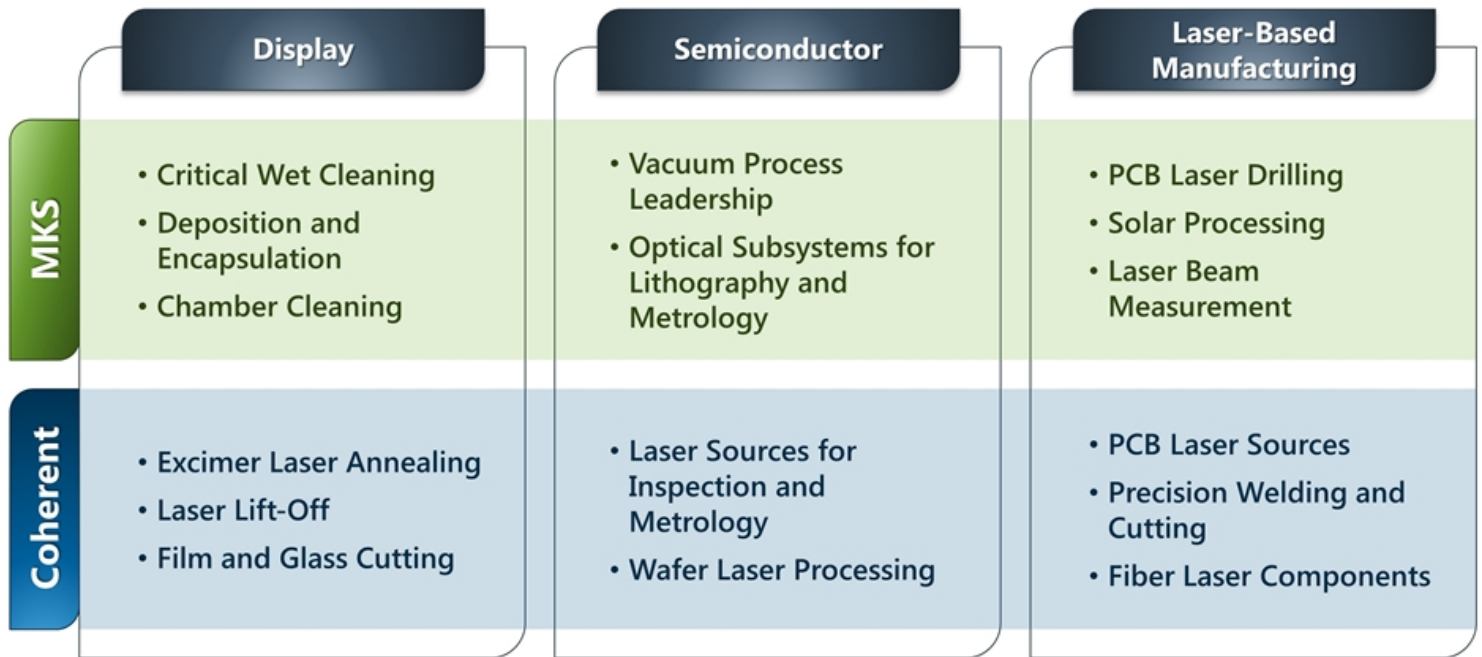 Display
Semiconductor
Laser-Based
Manufacturing
MKS
• Critical Wet Cleaning
• Deposition and
Encapsulation
• Chamber Cleaning
• Vacuum Process
Leadership
• Optical Subsystems for
Lithography and
Metrology
• PCB Laser Drilling
• Solar Processing
• Laser Beam
Measurement
Coherent
• Excimer Laser Annealing
• Laser Lift-Off
• Film and Glass Cutting
• Laser Sources for
Inspection and
Metrology
• Wafer Laser Processing
• PCB Laser Sources
• Precision Welding and
Cutting
• Fiber Laser Components